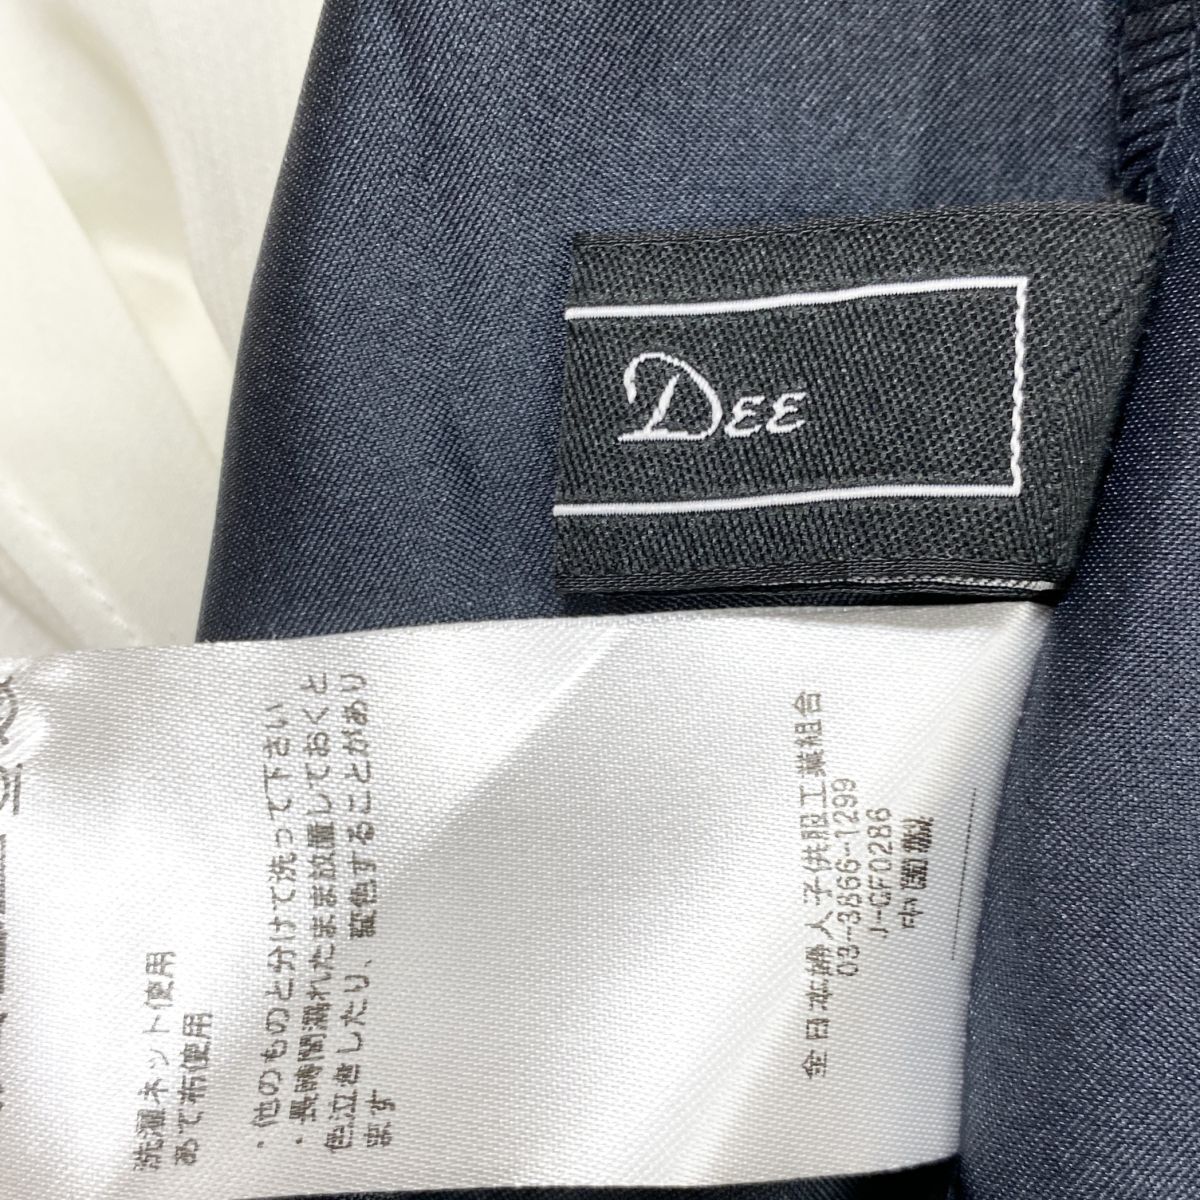 DEE
洗濯ネット使用
あて布使用
・他のものと分けて洗って下さい
・長時間濡れたまま放置しておくと
色泣きしたり、配色することがあり
ます
全日本婦人子供服工業組合
03-3866-1299
J-CF0286
中国製